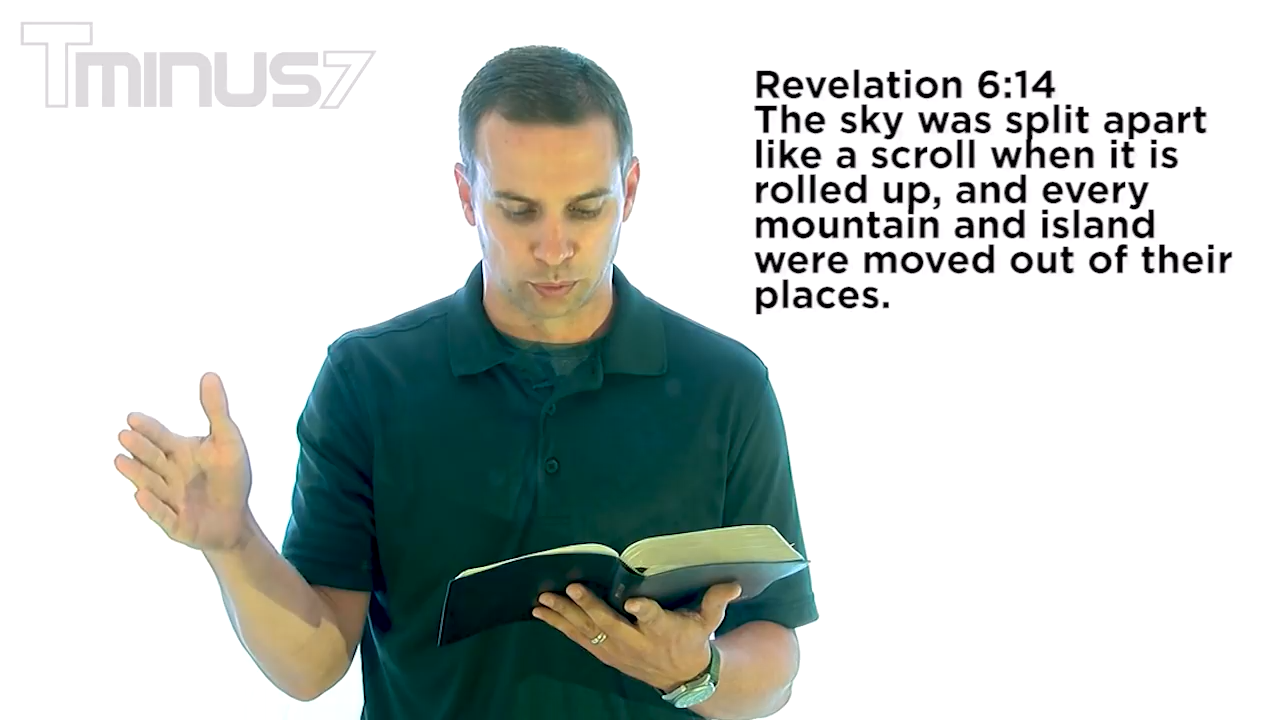 Tminus7
Revelation 6:14
The sky was split apart
like a scroll when it is
rolled up, and every
mountain and island
were moved out of their
places.